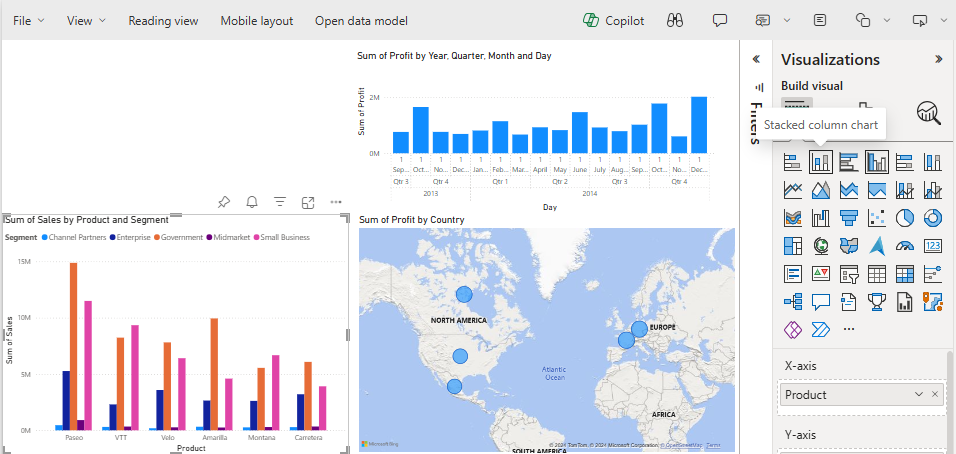 File View Reading view Mobile layout Open data model Copilot
Sum of Profit by Year, Quarter, Month and Day
Sum of Profit
2M
0M
1 1 1 1 1 1 1 1 1 1 1 1 1 1 1 1
Sep... Oct... No... Dec... Jan... Feb... Mar... April May June July Aug... Sep... Oct... No... Dec...
Qtr 3 Qtr 4 Qtr 1 Qtr 2 Qtr 3 Qtr 4
2013 2014
Day
Sum of Sales by Product and Segment
Segment Channel Partners Enterprise Government Midmarket Small Business
Sum of Sales
15M
10M
5M
0M
Paseo VTT Velo Amarilla Montana Carretera
Product
Sum of Profit by Country
NORTH AMERICA
EUROPE
Atlantic
Ocean
AFRICA
SOUTH AMERICA
Microsoft Bing
© 2024 TomTom, © 2024 Microsoft Corporation, © OpenStreetMap Terms
Filters
Visualizations
Build visual
Stacked column chart
123
X-axis
Product
Y-axis